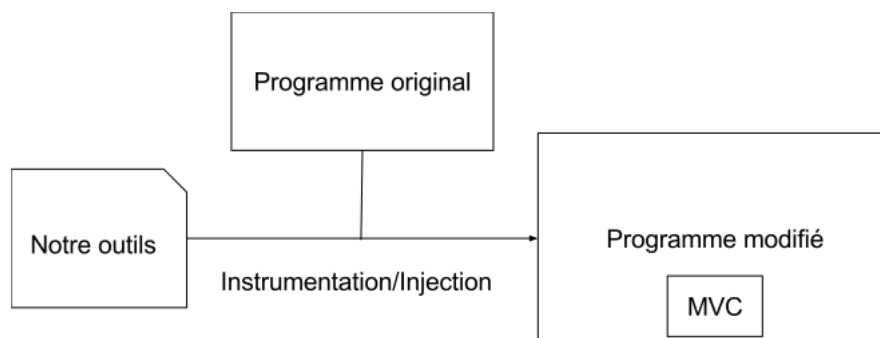 Programme original
Notre outils
Instrumentation/Injection
Programme modifié
MVC